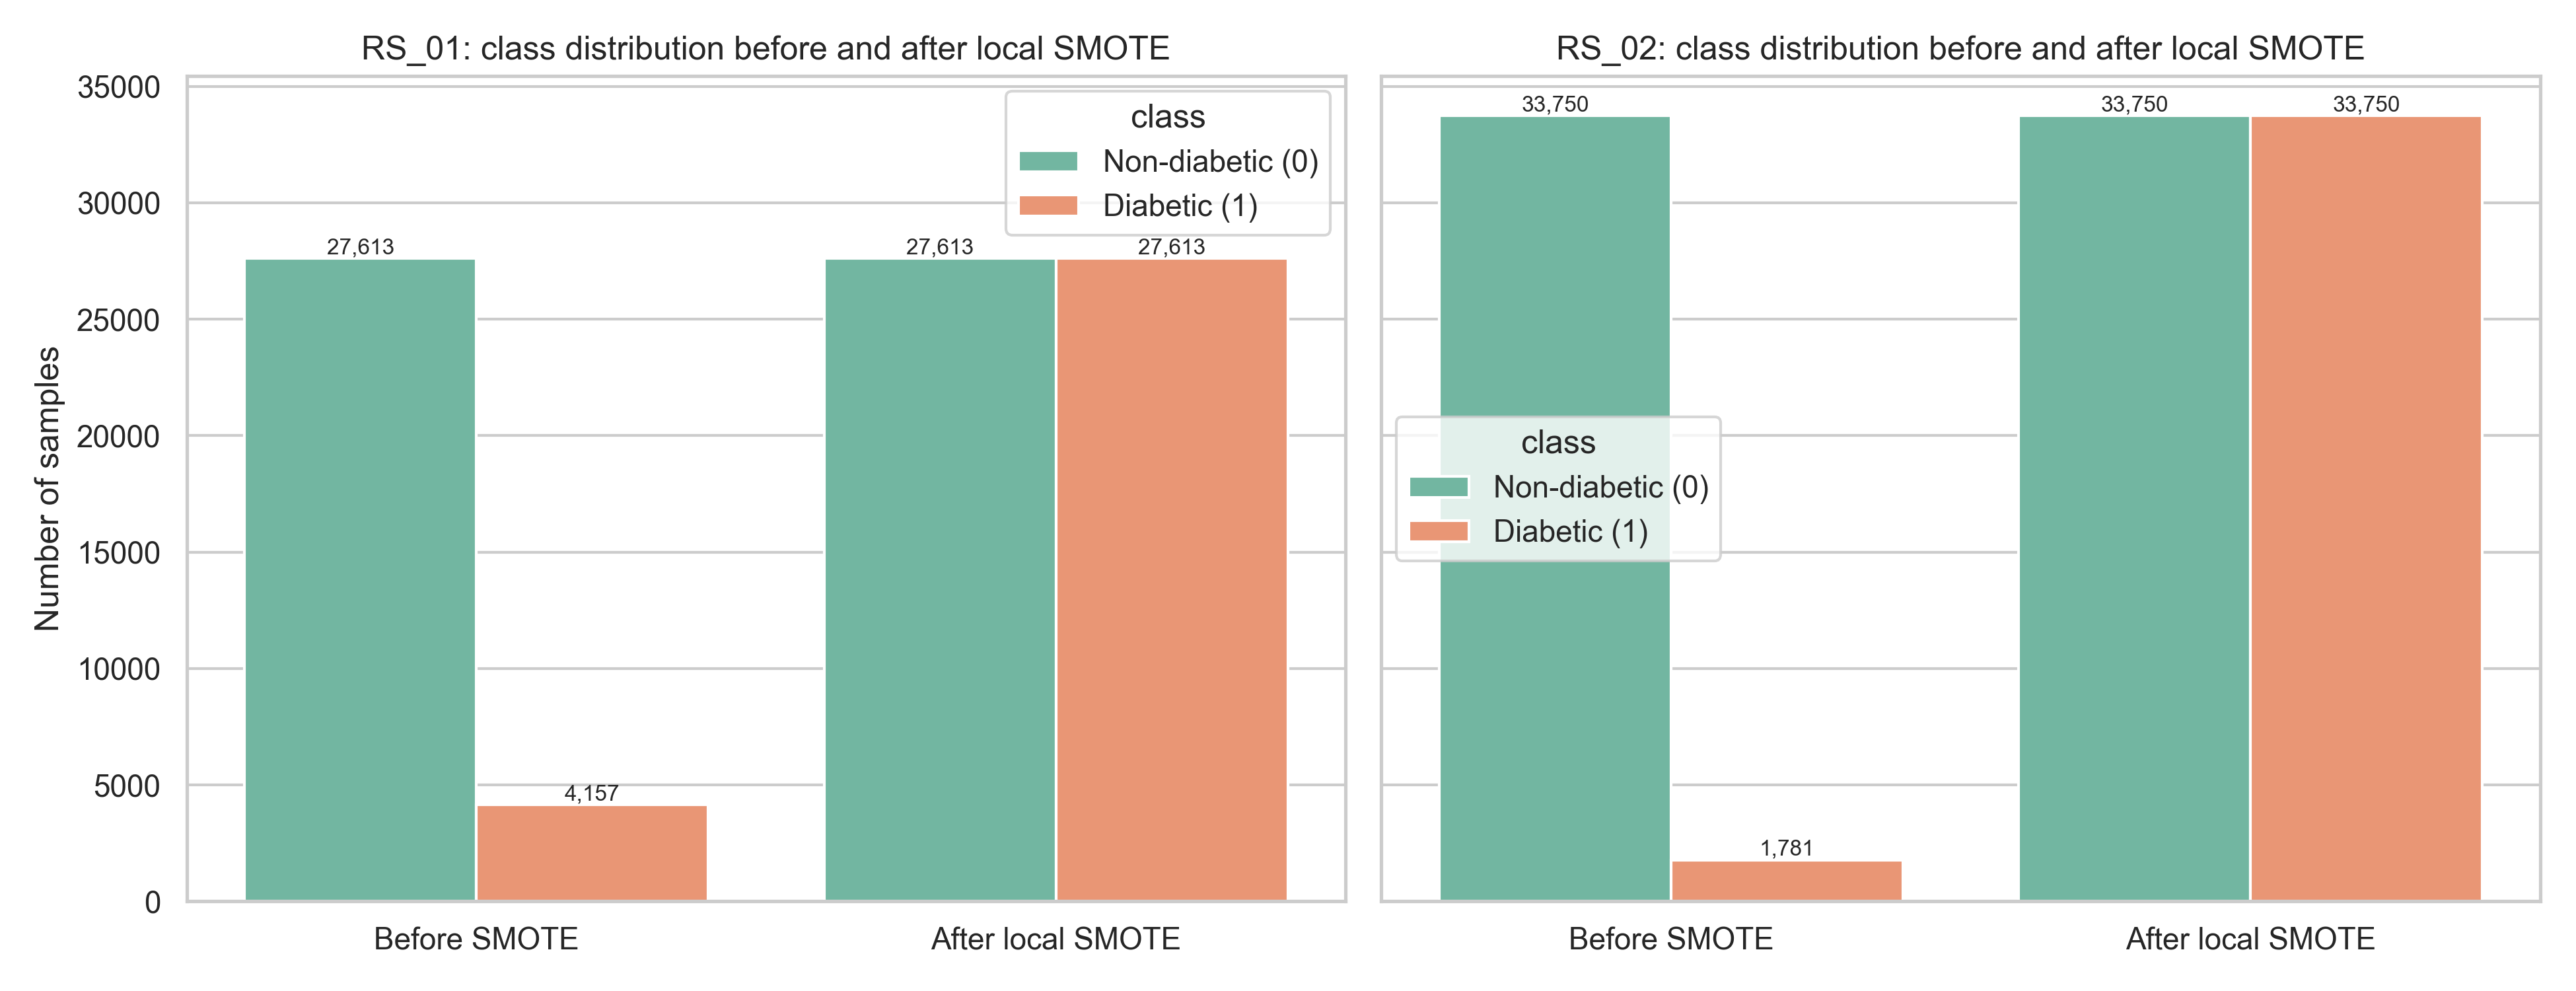 RS_01: class distribution before and after local SMOTE
Number of samples
35000
30000
25000
20000
15000
10000
5000
0
class
Non-diabetic (0)
Diabetic (1)
27,613
4,157
27,613
27,613
Before SMOTE
After local SMOTE
RS_02: class distribution before and after local SMOTE
33,750
1,781
33,750
33,750
class
Non-diabetic (0)
Diabetic (1)
Before SMOTE
After local SMOTE